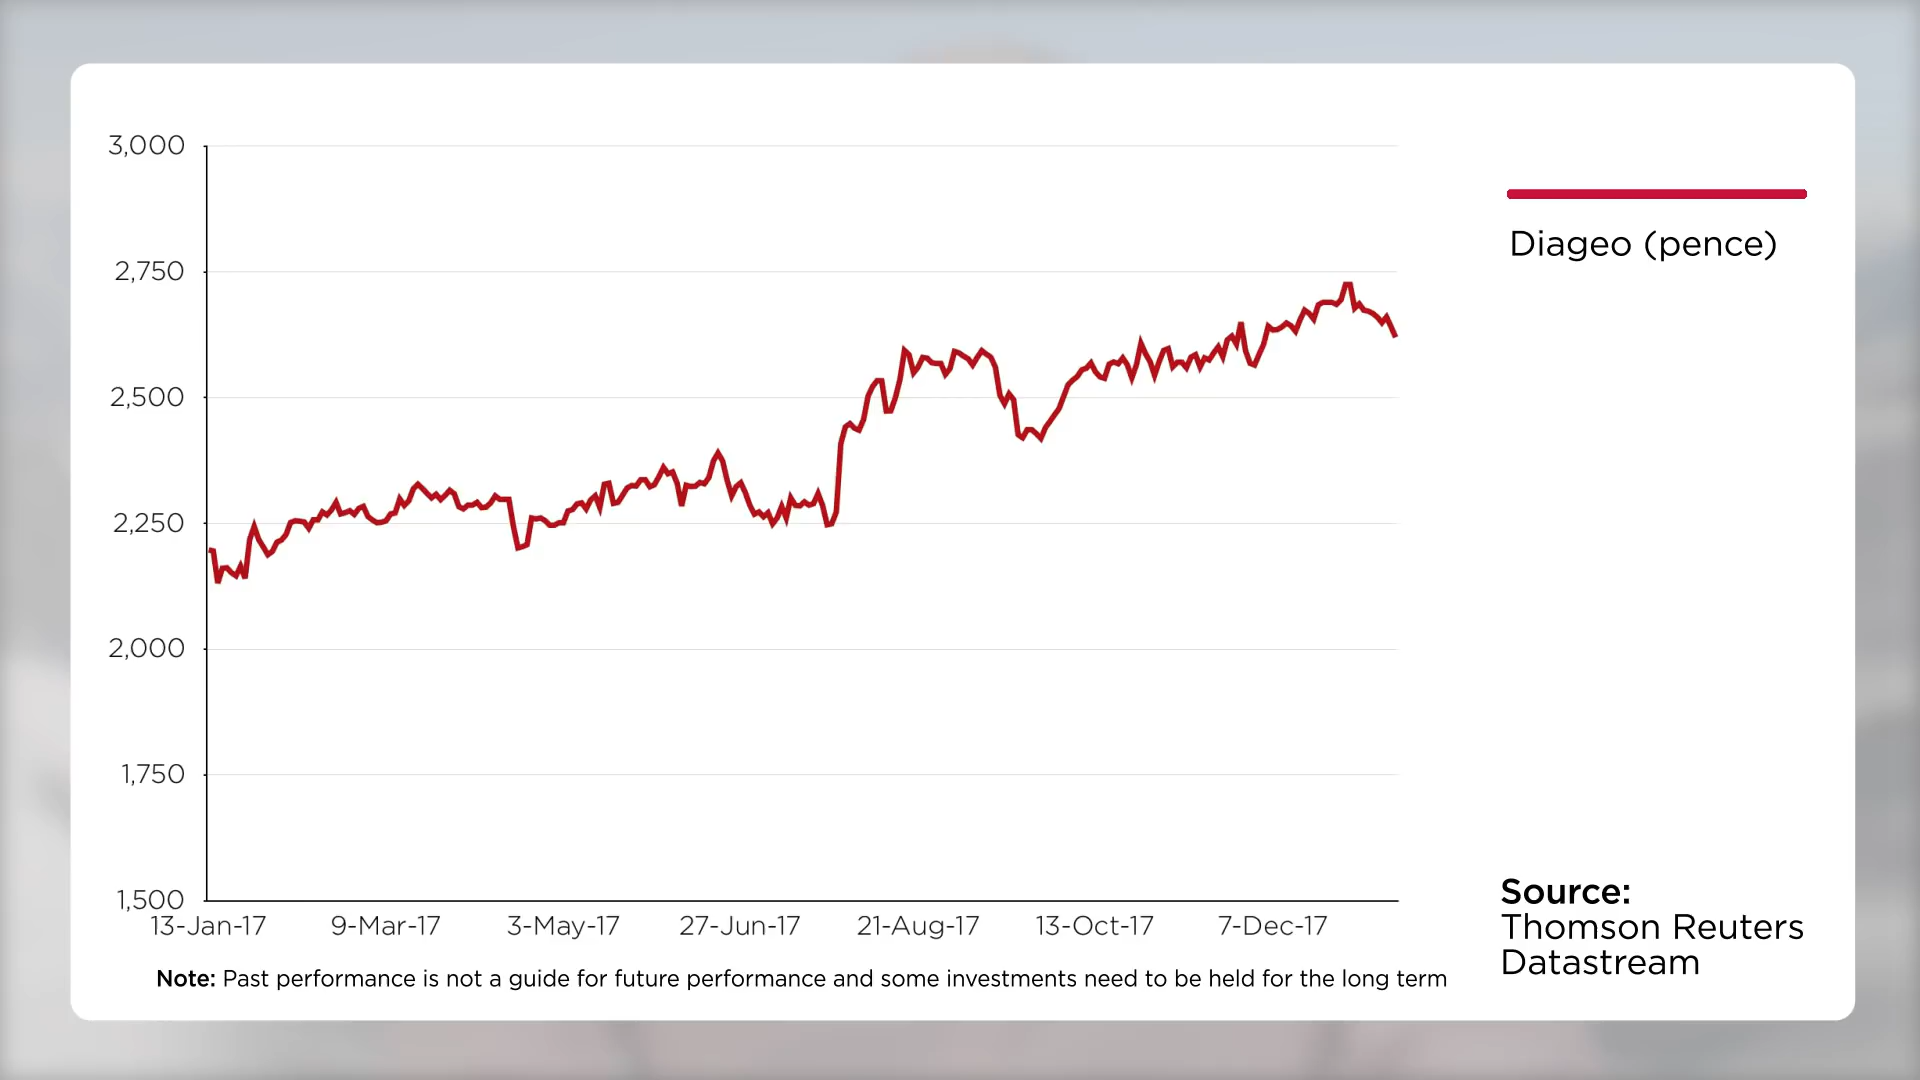 3,000
2,750
2,500
2,250
2,000
1,750
1,500
13-Jan-17 9-Mar-17 3-May-17 27-Jun-17 21-Aug-17 13-Oct-17 7-Dec-17
Note: Past performance is not a guide for future performance and some investments need to be held for the long term
Diageo (pence)
Source:
Thomson Reuters
Datastream